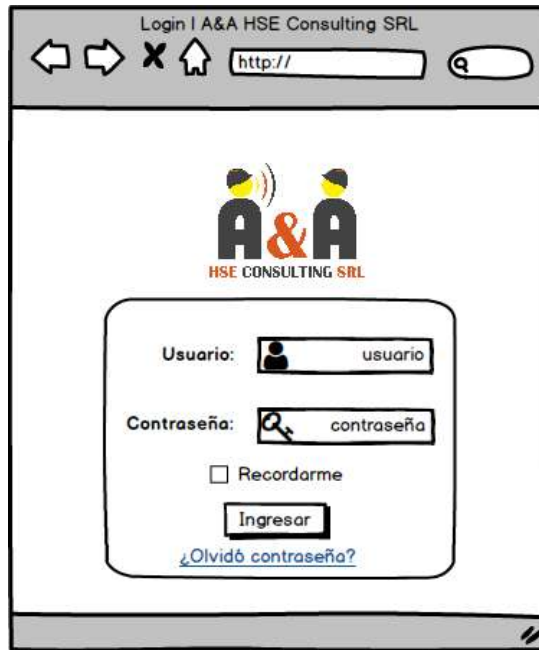 Login | A&A HSE Consulting SRL
http://
A&A
HSE CONSULTING SRL
Usuario: usuario
Contraseña: contraseña
Recordarme
Ingresar
¿Olvidó contraseña?